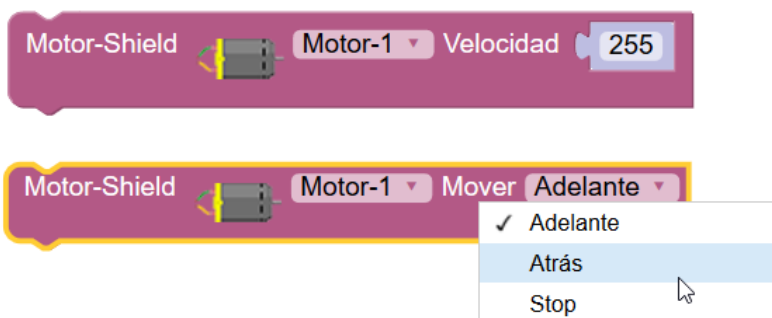 Motor-Shield Motor-1 Velocidad 255
Motor-Shield Motor-1 Mover Adelante
✓ Adelante
Atrás
Stop